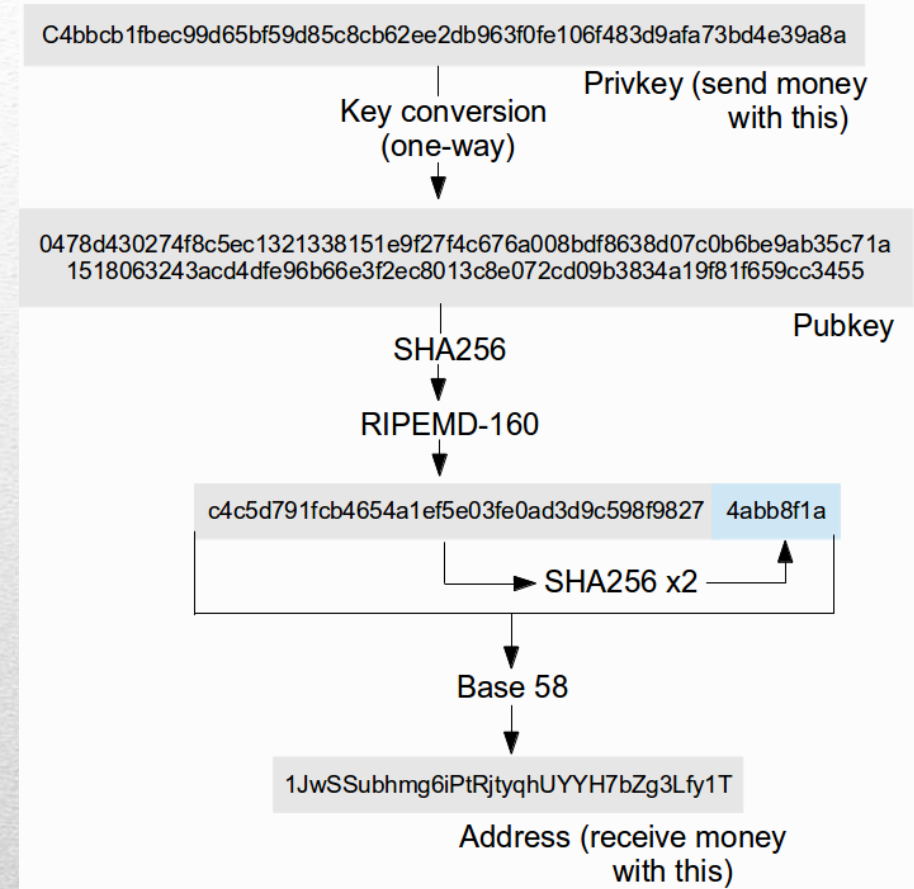 C4bbcb1fbec99d65bf59d85c8cb62ee2db963f0fe106f483d9afa73bd4e39a8a
Privkey (send money
with this)
Key conversion
(one-way)
0478d430274f8c5ec1321338151e9f27f4c676a008bdf8638d07c0b6be9ab35c71a
1518063243acd4dfe96b66e3f2ec8013c8e072cd09b3834a19f81f659cc3455
Pubkey
SHA256
RIPEMD-160
c4c5d791fcb4654a1ef5e03fe0ad3d9c598f9827 4abb8f1a
SHA256 x2
Base 58
1JwSSubhmg6iPtRjtyqhUYYH7bZg3Lfy1T
Address (receive money
with this)